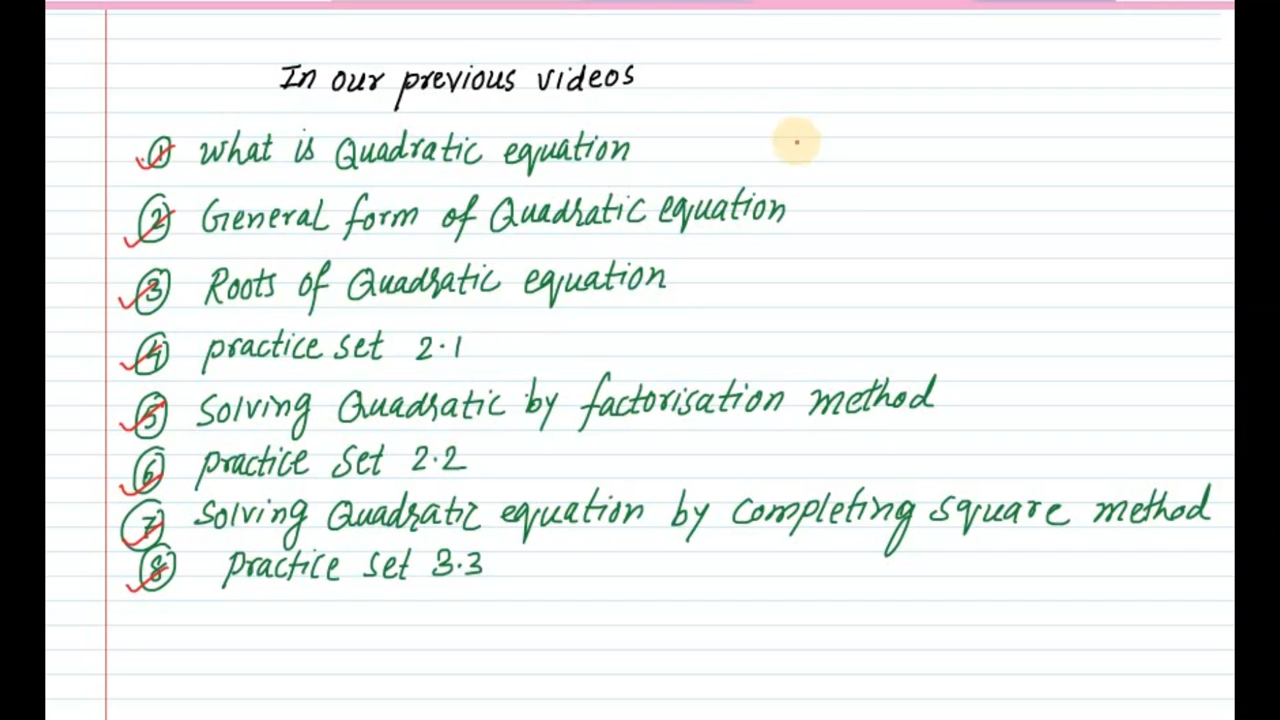 In our previous videos
① What is Quadratic equation
② General form of Quadratic equation
③ Roots of Quadratic equation
④ practice set 2.1
⑤ Solving Quadratic by factorisation method
⑥ practice set 2.2
⑦ Solving Quadratic equation by completing square method
⑧ practice set 3.3